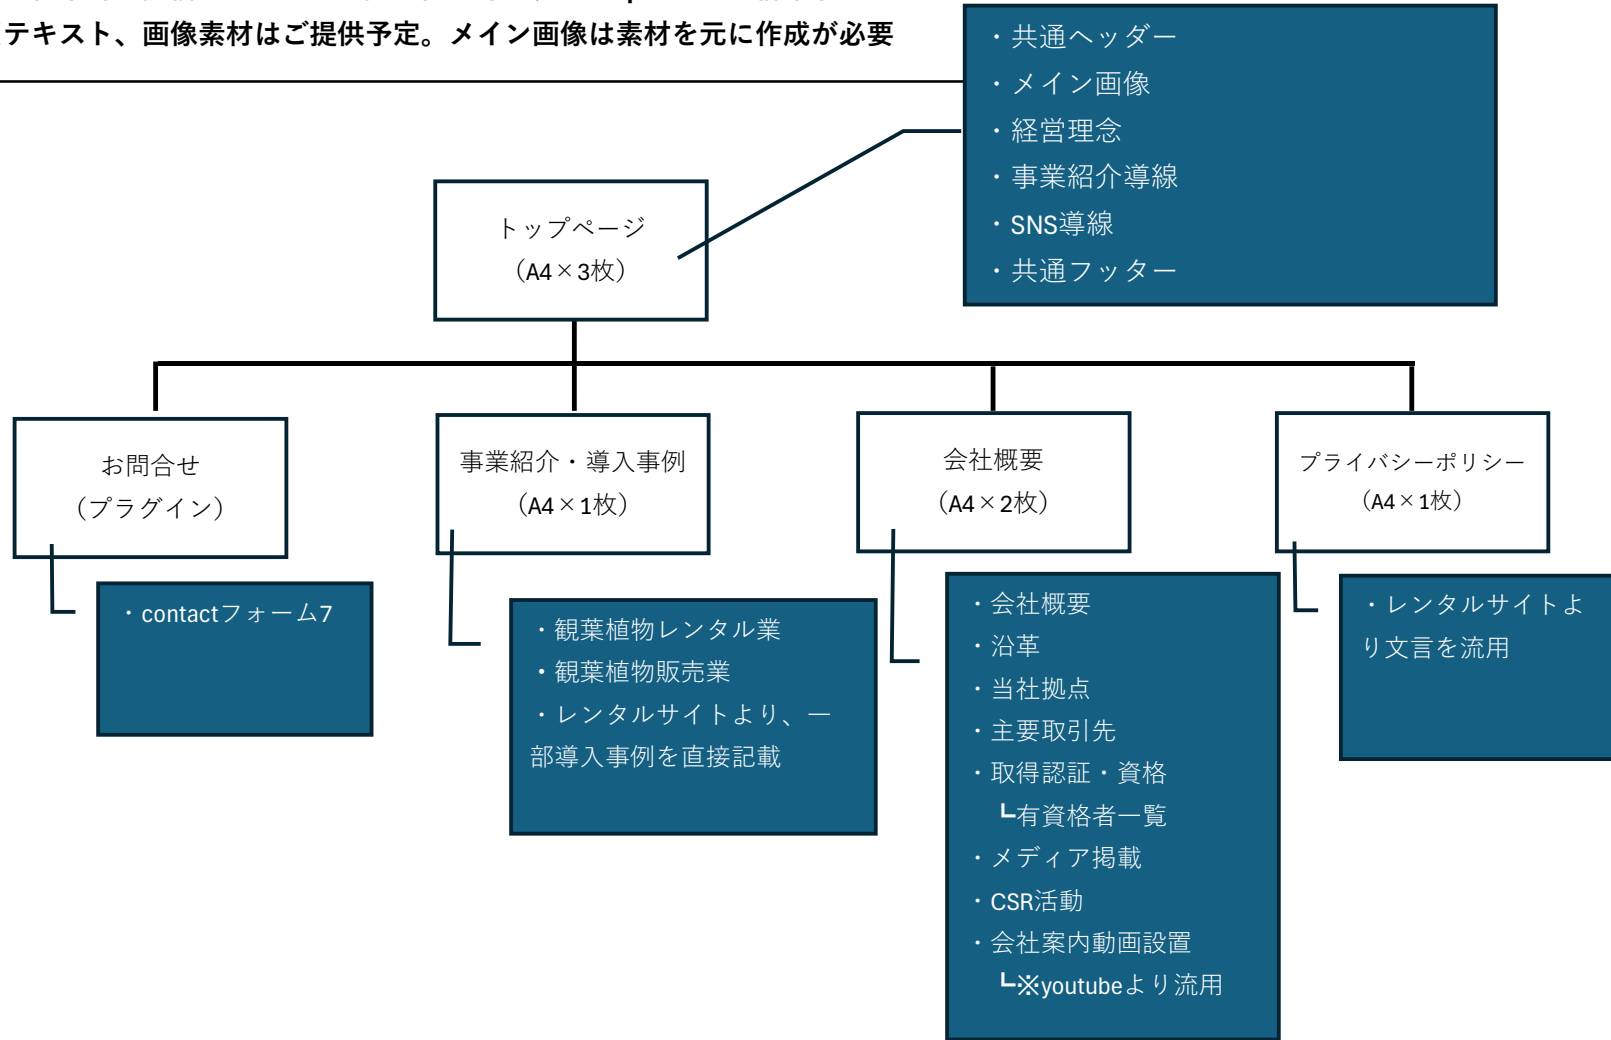 テキスト、画像素材はご提供予定。メイン画像は素材を元に作成が必要
・共通ヘッダー
・メイン画像
・経営理念
・事業紹介導線
・SNS導線
・共通フッター
トップページ
（A4×3枚）
お問合せ
（プラグイン）
・contactフォーム7
事業紹介・導入事例
（A4×1枚）
・観葉植物レンタル業
・観葉植物販売業
・レンタルサイトより、一
部導入事例を直接記載
会社概要
（A4×2枚）
・会社概要
・沿革
・当社拠点
・主要取引先
・取得認証・資格
┗有資格者一覧
・メディア掲載
・CSR活動
・会社案内動画設置
┗※youtubeより流用
プライバシーポリシー
（A4×1枚）
・レンタルサイトよ
り文言を流用